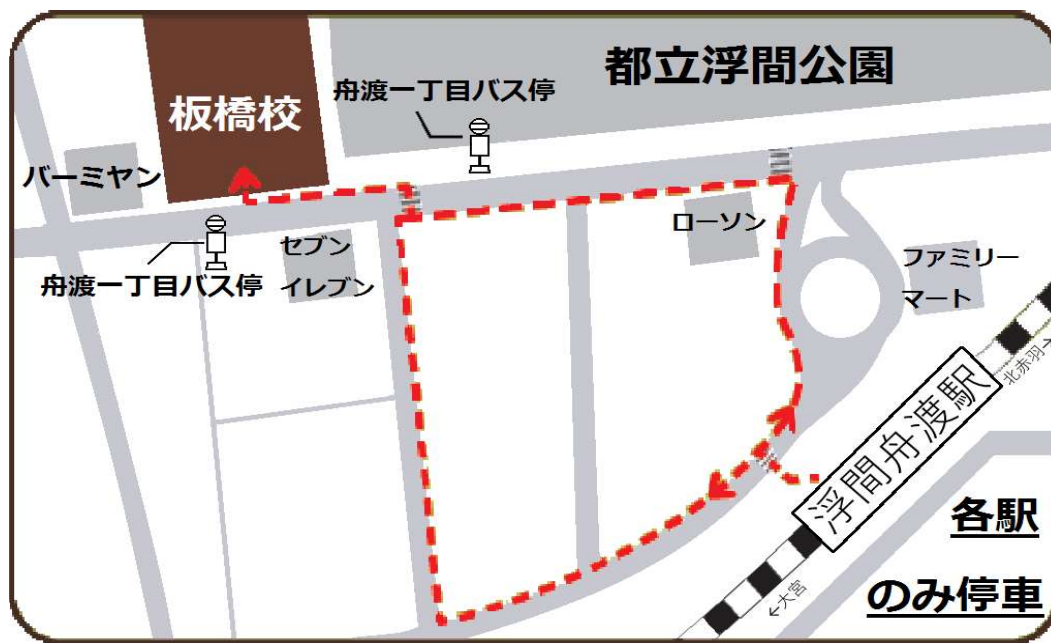 都立浮間公園
舟渡一丁目バス停
板橋校
バーミヤン
ローソン
セブン
イレブン
舟渡一丁目バス停
ファミリー
マート
北赤羽→
浮間舟渡駅
←大宮
各駅
のみ停車